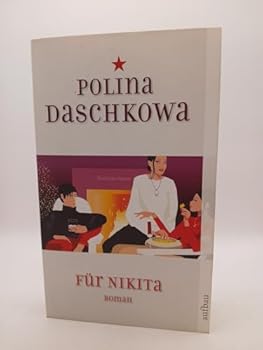 POLINA
DASCHKOWA
FÜR NIKITA
ROMAN
aufbau